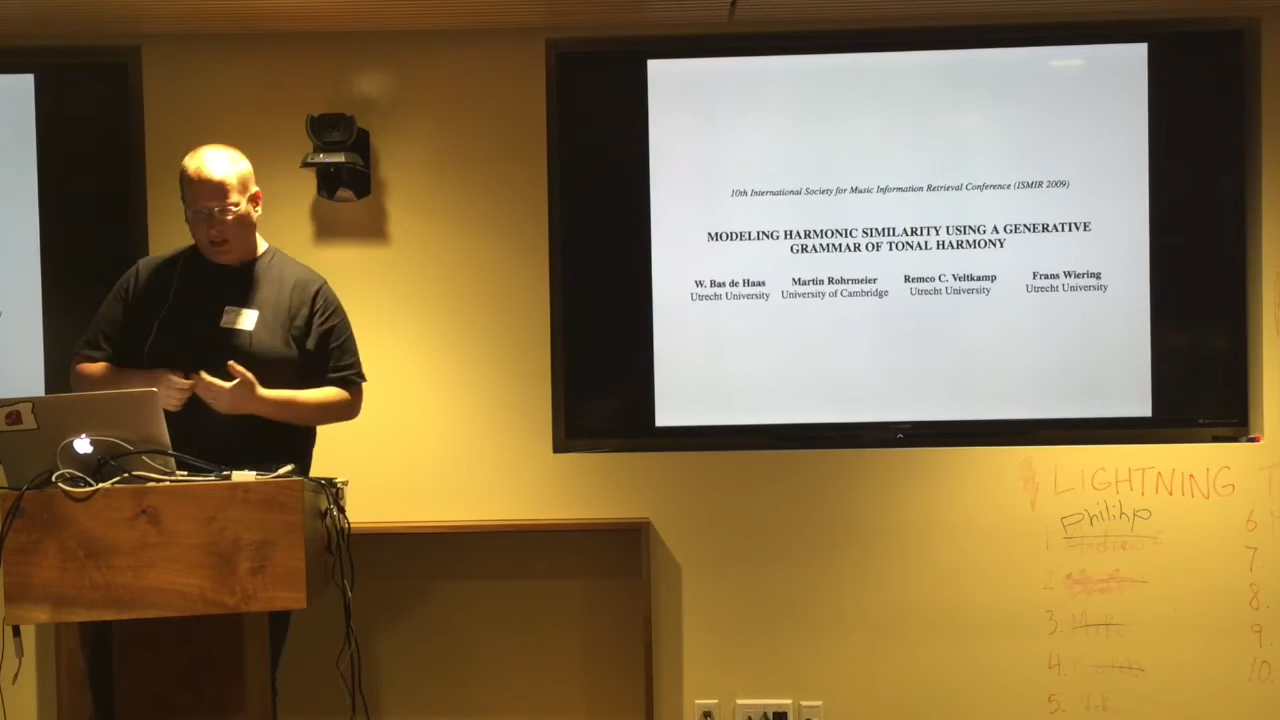 10th International Society for Music Information Retrieval Conference (ISMIR 2009)
MODELING HARMONIC SIMILARITY USING A GENERATIVE
GRAMMAR OF TONAL HARMONY
W. Bas de Haas Martin Rohrmeier Remco C. Veltkamp Frans Wiering
Utrecht University University of Cambridge Utrecht University Utrecht University
LIGHTNING T
philihp
1
2
3.
4.
5.
6
7
8.
9.
10.